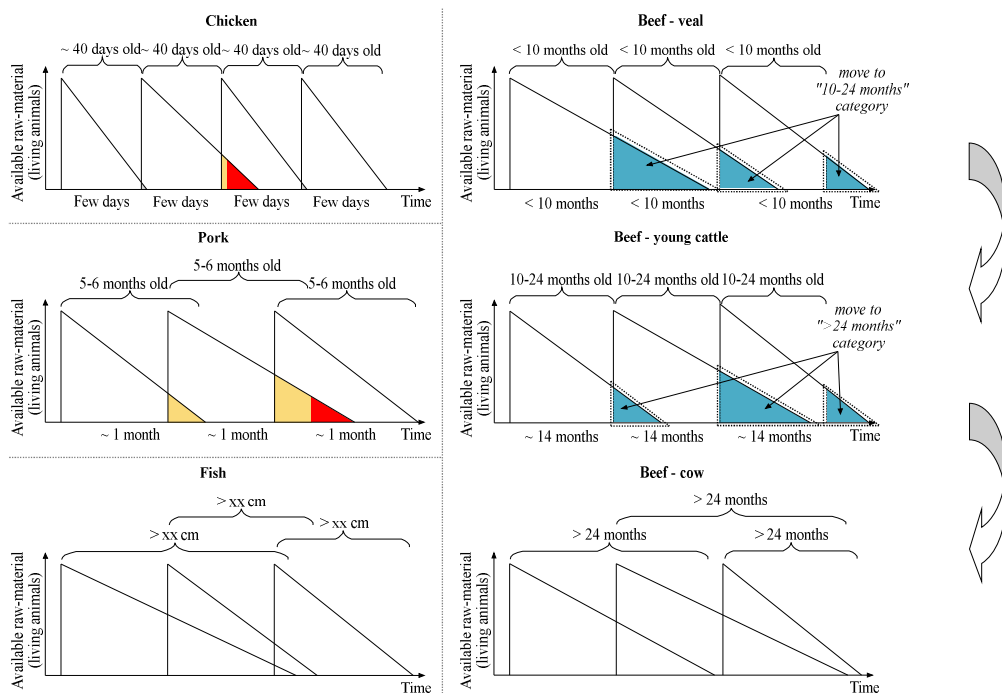 Chicken
~ 40 days old
~ 40 days old
~ 40 days old
~ 40 days old
Available raw-material
(living animals)
Few days
Few days
Few days
Few days
Time
Pork
5-6 months old
5-6 months old
5-6 months old
Available raw-material
(living animals)
~ 1 month
~ 1 month
~ 1 month
Time
Fish
> xx cm
> xx cm
> xx cm
Available raw-material
(living animals)
Time
Beef - veal
< 10 months old
< 10 months old
< 10 months old
move to
"10-24 months"
category
Available raw-material
(living animals)
< 10 months
< 10 months
< 10 months
Time
Beef - young cattle
10-24 months old
10-24 months old
10-24 months old
move to
">24 months"
category
Available raw-material
(living animals)
~ 14 months
~ 14 months
~ 14 months
Time
Beef - cow
> 24 months
> 24 months
> 24 months
Available raw-material
(living animals)
Time